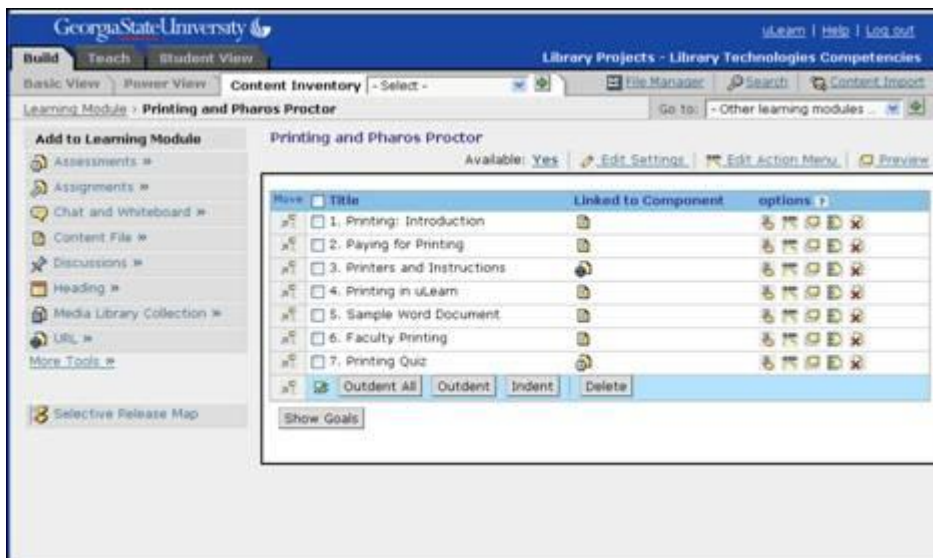 GeorgiaStateUniversity
uLearn | Help | Log out
Build Teach Student View
Library Projects - Library Technologies Competencies
Basic View Power View Content Inventory - Select - File Manager Search Content Import
Learning Module › Printing and Pharos Proctor Go to: - Other learning modules ...
Add to Learning Module
Assessments »
Assignments »
Chat and Whiteboard »
Content File »
Discussions »
Heading »
Media Library Collection »
URL »
More Tools »
Selective Release Map
Printing and Pharos Proctor
Available: Yes | Edit Settings | Edit Action Menu | Preview
Move Title Linked to Component options
1. Printing: Introduction
2. Paying for Printing
3. Printers and Instructions
4. Printing in uLearn
5. Sample Word Document
6. Faculty Printing
7. Printing Quiz
Outdent All Outdent Indent Delete
Show Goals